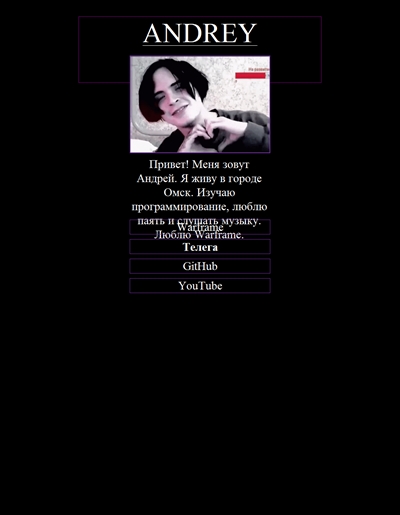 ANDREY
Привет! Меня зовут
Андрей. Я живу в городе
Омск. Изучаю
программирование, люблю
паять и слушать музыку.
Warframe
Люблю Warframe.
Телега
GitHub
YouTube